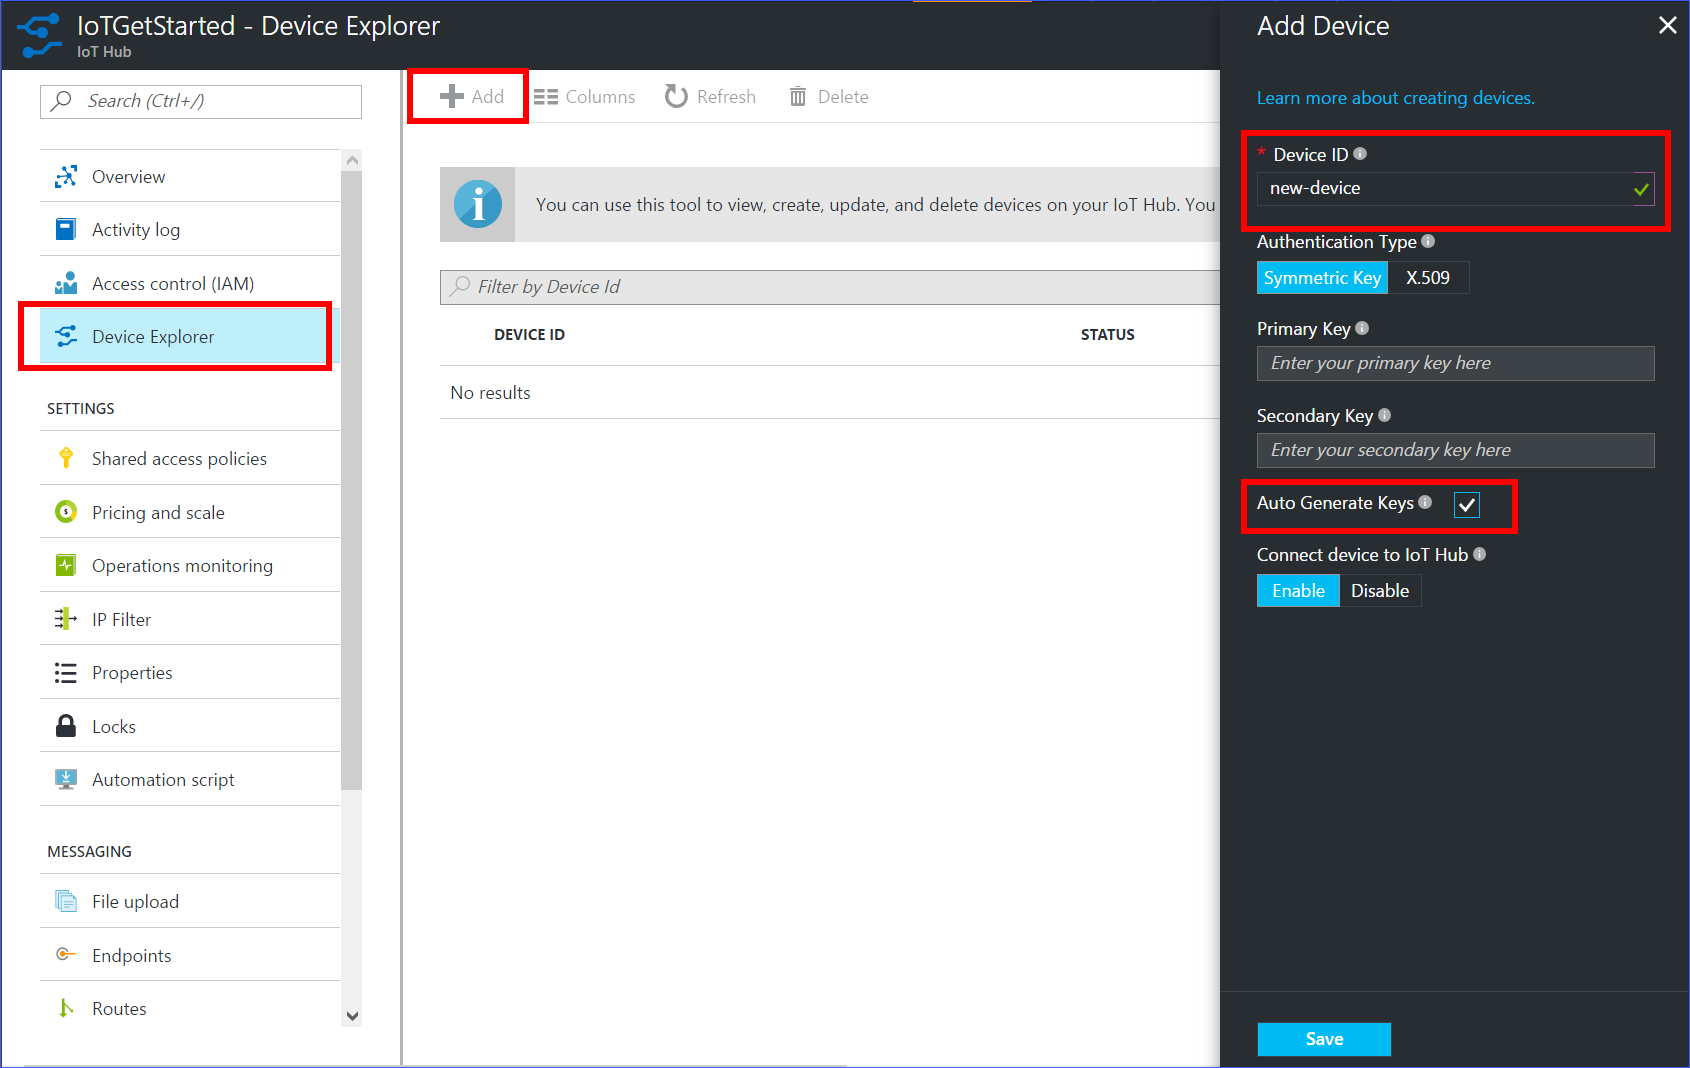 IoTGetStarted - Device Explorer
IoT Hub
Search (Ctrl+/)
Overview
Activity log
Access control (IAM)
Device Explorer
SETTINGS
Shared access policies
Pricing and scale
Operations monitoring
IP Filter
Properties
Locks
Automation script
MESSAGING
File upload
Endpoints
Routes
Add Columns Refresh Delete
You can use this tool to view, create, update, and delete devices on your IoT Hub. You
Filter by Device Id
DEVICE ID STATUS
No results
Add Device
Learn more about creating devices.
* Device ID
new-device
Authentication Type
Symmetric Key X.509
Primary Key
Enter your primary key here
Secondary Key
Enter your secondary key here
Auto Generate Keys
Connect device to IoT Hub
Enable Disable
Save